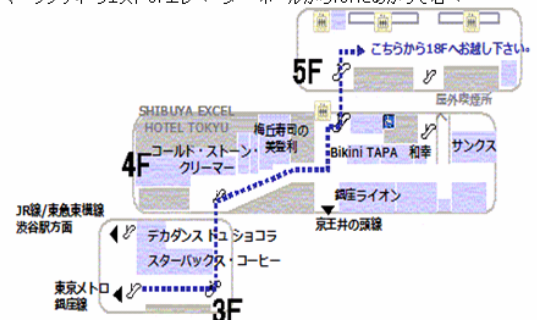 こちらから18Fへお越し下さい。
5F
屋外喫煙所
SHIBUYA EXCEL
HOTEL TOKYU
梅丘寿司の
美登利
4F
コールド・ストーン・
クリーマー
Bikini TAPA
和幸
サンクス
銀座ライオン
京王井の頭線
JR線/東急東横線
渋谷駅方面
デカダンス ドュ ショコラ
スターバックス・コーヒー
東京メトロ
銀座線
3F